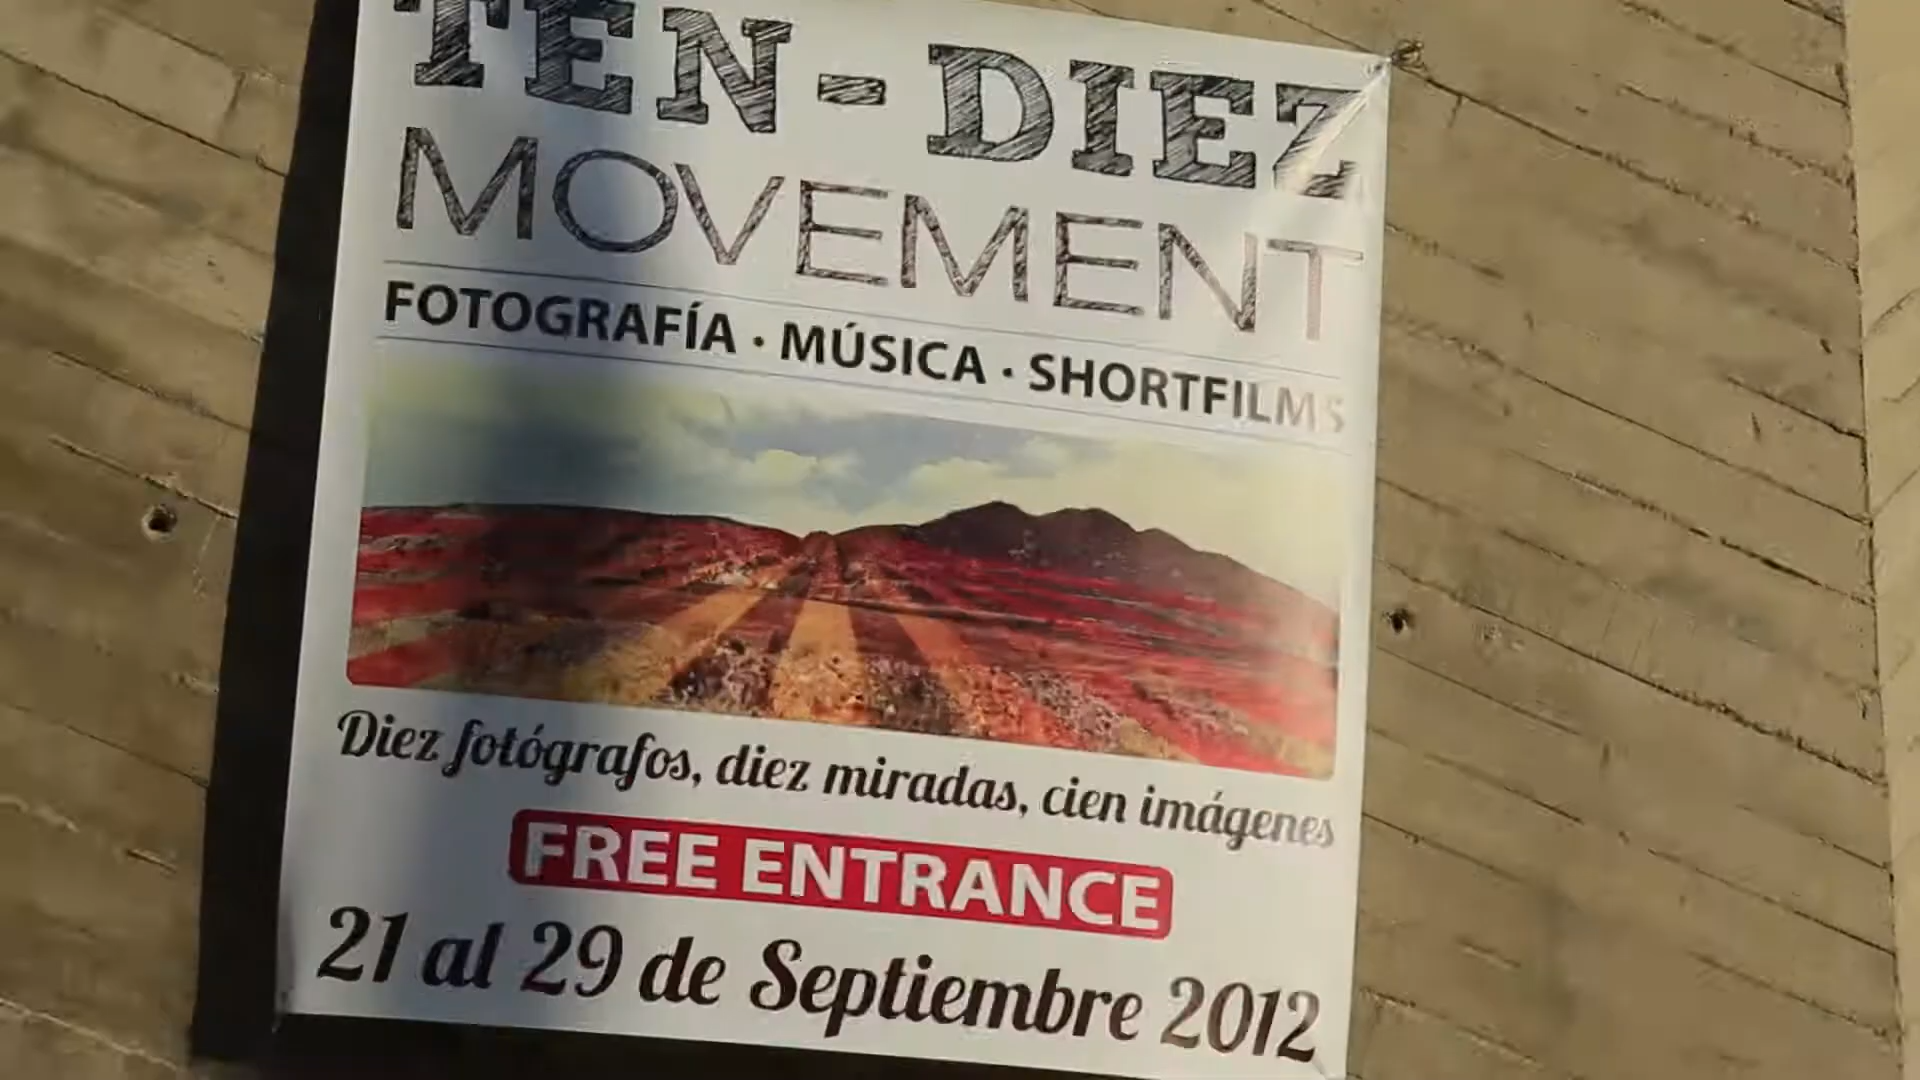 TEN-DIEZ
MOVEMENT
FOTOGRAFÍA · MÚSICA · SHORTFILMS
Diez fotógrafos, diez miradas, cien imágenes
FREE ENTRANCE
21 al 29 de Septiembre 2012